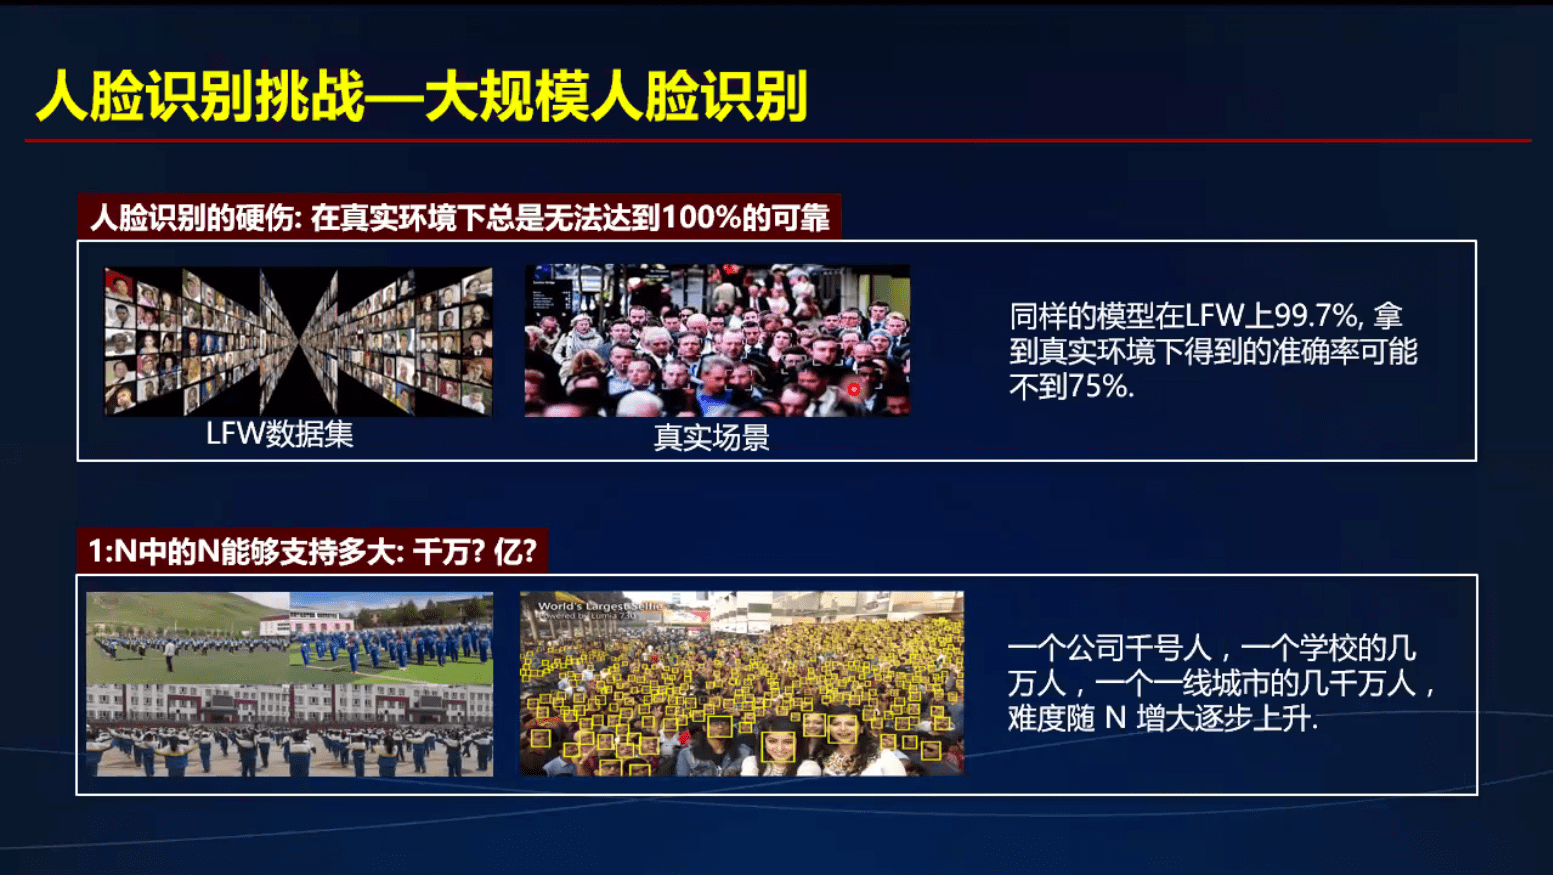 人脸识别挑战—大规模人脸识别
人脸识别的硬伤: 在真实环境下总是无法达到100%的可靠
同样的模型在LFW上99.7%, 拿
到真实环境下得到的准确率可能
不到75%.
LFW数据集
真实场景
1:N中的N能够支持多大: 千万? 亿?
World's Largest Selfie
Powered by Lumia 730
一个公司千号人，一个学校的几
万人，一个一线城市的几千万人，
难度随 N 增大逐步上升.